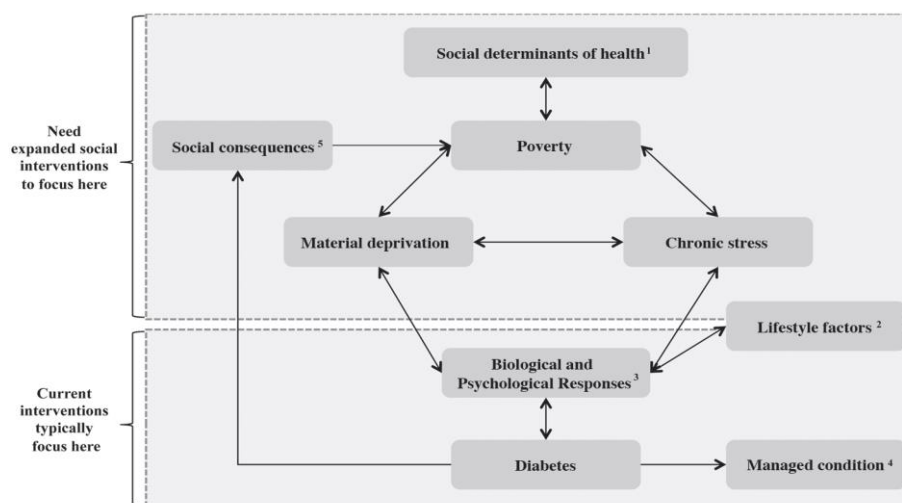 Social determinants of health 1
Need
expanded social
interventions
to focus here
Social consequences 5
Poverty
Material deprivation
Chronic stress
Lifestyle factors 2
Biological and
Psychological Responses 3
Current
interventions
typically
focus here
Diabetes
Managed condition 4